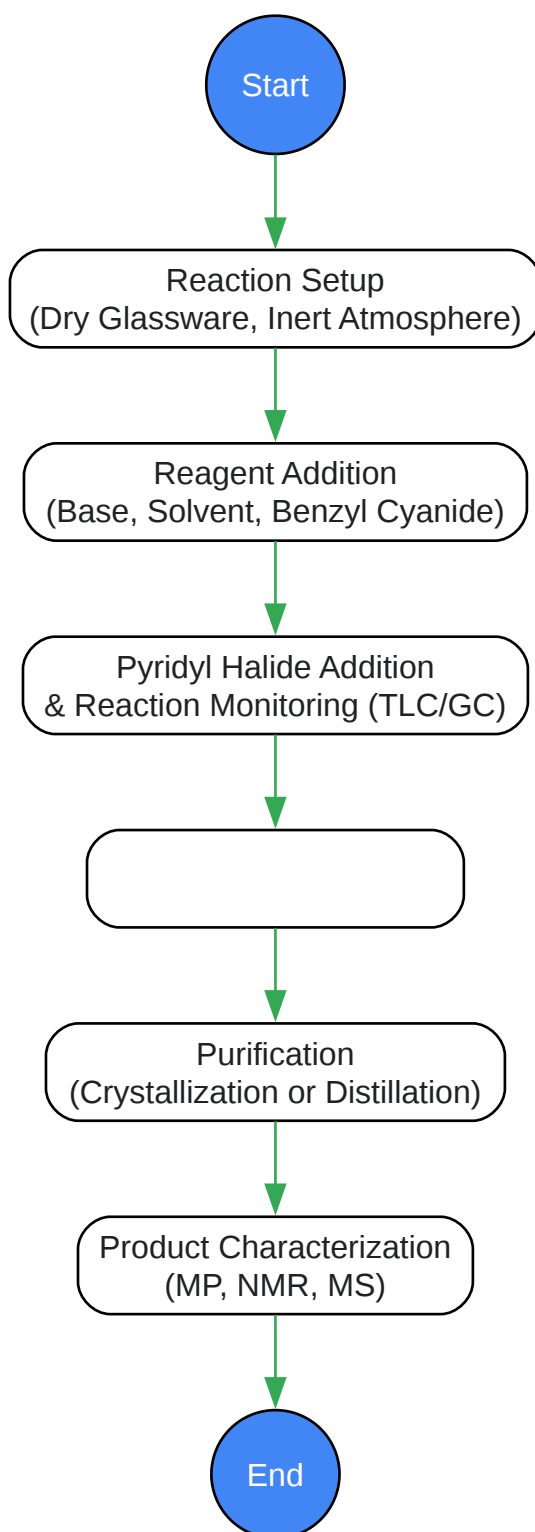 Start
Reaction Setup
(Dry Glassware, Inert Atmosphere)
Reagent Addition
(Base, Solvent, Benzyl Cyanide)
Pyridyl Halide Addition
& Reaction Monitoring (TLC/GC)
Purification
(Crystallization or Distillation)
Product Characterization
(MP, NMR, MS)
End